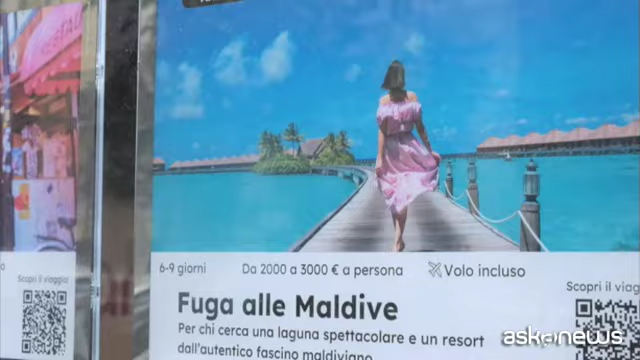 Scopri il viaggio
6-9 giorni Da 2000 a 3000 € a persona Volo incluso
Scopri il viag
Fuga alle Maldive
Per chi cerca una laguna spettacolare e un resort
dall'autentico fascino maldiviano
askanews